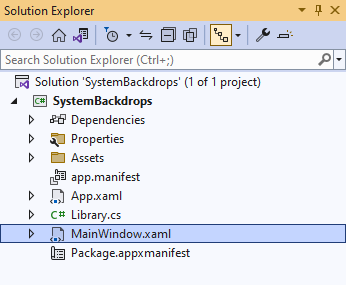 Solution Explorer
Search Solution Explorer (Ctrl+;)
Solution 'SystemBackdrops' (1 of 1 project)
C# SystemBackdrops
Dependencies
Properties
Assets
app.manifest
App.xaml
C# Library.cs
MainWindow.xaml
Package.appxmanifest